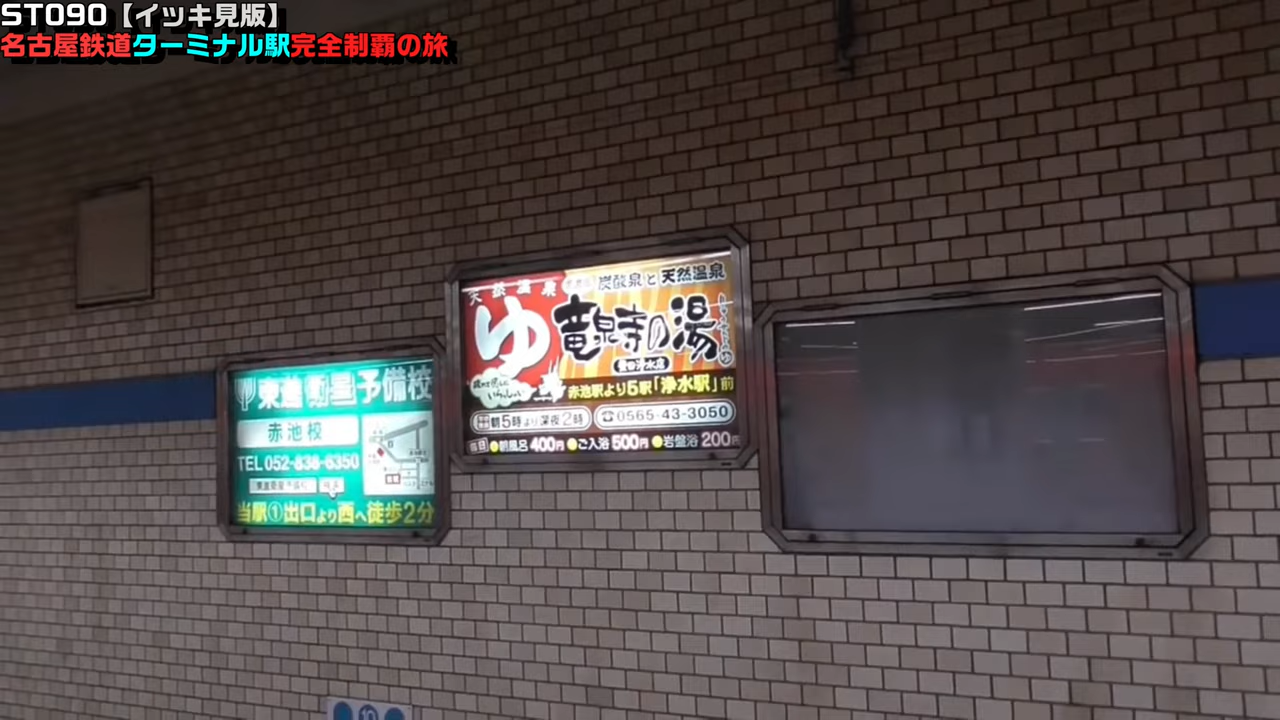 ST090【イッキ見版】
名古屋鉄道ターミナル駅完全制覇の旅
東進衛星予備校
赤池校
TEL 052-838-6350
当駅①出口より西へ徒歩2分
天然温泉
ゆ
炭酸泉と天然温泉
竜泉寺の湯
豊田浄水店
赤池駅より5駅「浄水駅」前
朝5時より深夜2時
☎0565-43-3050
平日 朝風呂400円 ご入浴500円 岩盤浴200円
10